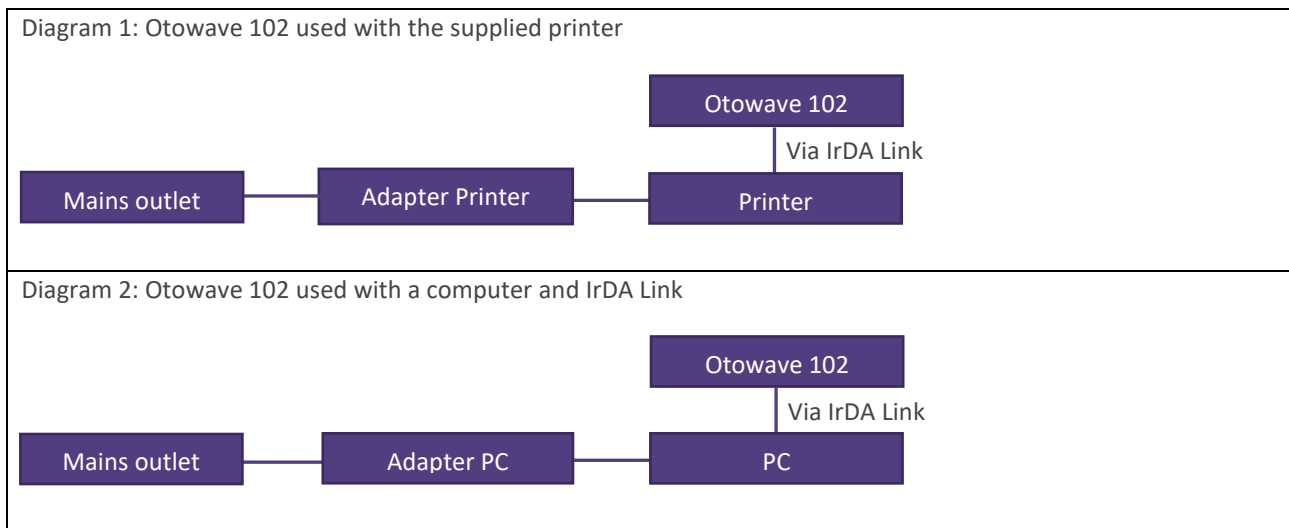 Diagram 1: Otowave 102 used with the supplied printer
Otowave 102
Via IrDA Link
Mains outlet
Adapter Printer
Printer
Diagram 2: Otowave 102 used with a computer and IrDA Link
Otowave 102
Via IrDA Link
Mains outlet
Adapter PC
PC